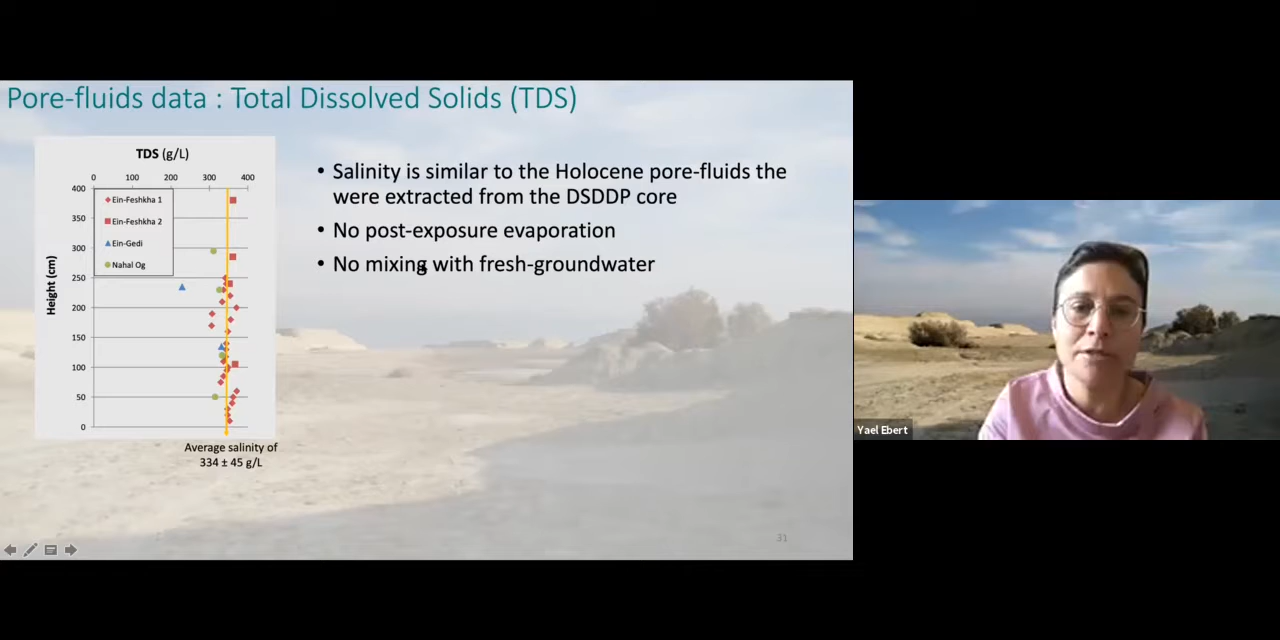 Pore-fluids data : Total Dissolved Solids (TDS)
TDS (g/L)
0 100 200 300 400
400
350
300
250
200
150
100
50
0
Height (cm)
Ein-Feshkha 1
Ein-Feshkha 2
Ein-Gedi
Nahal Og
Average salinity of
334 ± 45 g/L
• Salinity is similar to the Holocene pore-fluids the
were extracted from the DSDDP core
• No post-exposure evaporation
• No mixing with fresh-groundwater
31
Yael Ebert